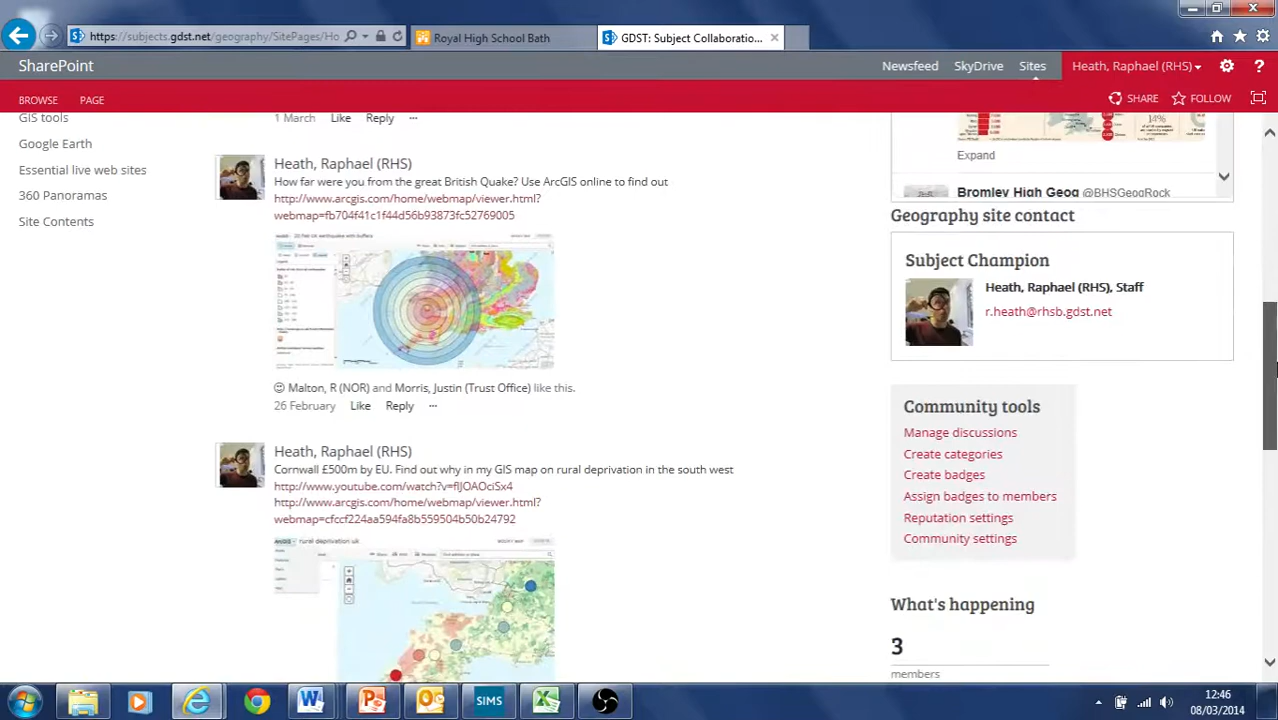 https://subjects.gdst.net/geography/SitePages/Ho
Royal High School Bath
GDST: Subject Collaboratio...
SharePoint
Newsfeed
SkyDrive
Sites
Heath, Raphael (RHS)
?
BROWSE
PAGE
SHARE
FOLLOW
GIS tools
Google Earth
Essential live web sites
360 Panoramas
Site Contents
1 March Like Reply ...
Heath, Raphael (RHS)
How far were you from the great British Quake? Use ArcGIS online to find out
http://www.arcgis.com/home/webmap/viewer.html?
webmap=fb704f41c1f44d56b93873fc52769005
Malton, R (NOR) and Morris, Justin (Trust Office) like this.
26 February Like Reply ...
Heath, Raphael (RHS)
Cornwall £500m by EU. Find out why in my GIS map on rural deprivation in the south west
http://www.youtube.com/watch?v=flJOAOciSx4
http://www.arcgis.com/home/webmap/viewer.html?
webmap=cfccf224aa594fa8b559504b50b24792
rural deprivation uk
14%
Expand
Bromley High Geog @BHSGeogRock
Geography site contact
Subject Champion
Heath, Raphael (RHS), Staff
r.heath@rhsb.gdst.net
Community tools
Manage discussions
Create categories
Create badges
Assign badges to members
Reputation settings
Community settings
What's happening
3
members
SIMS
12:46
08/03/2014